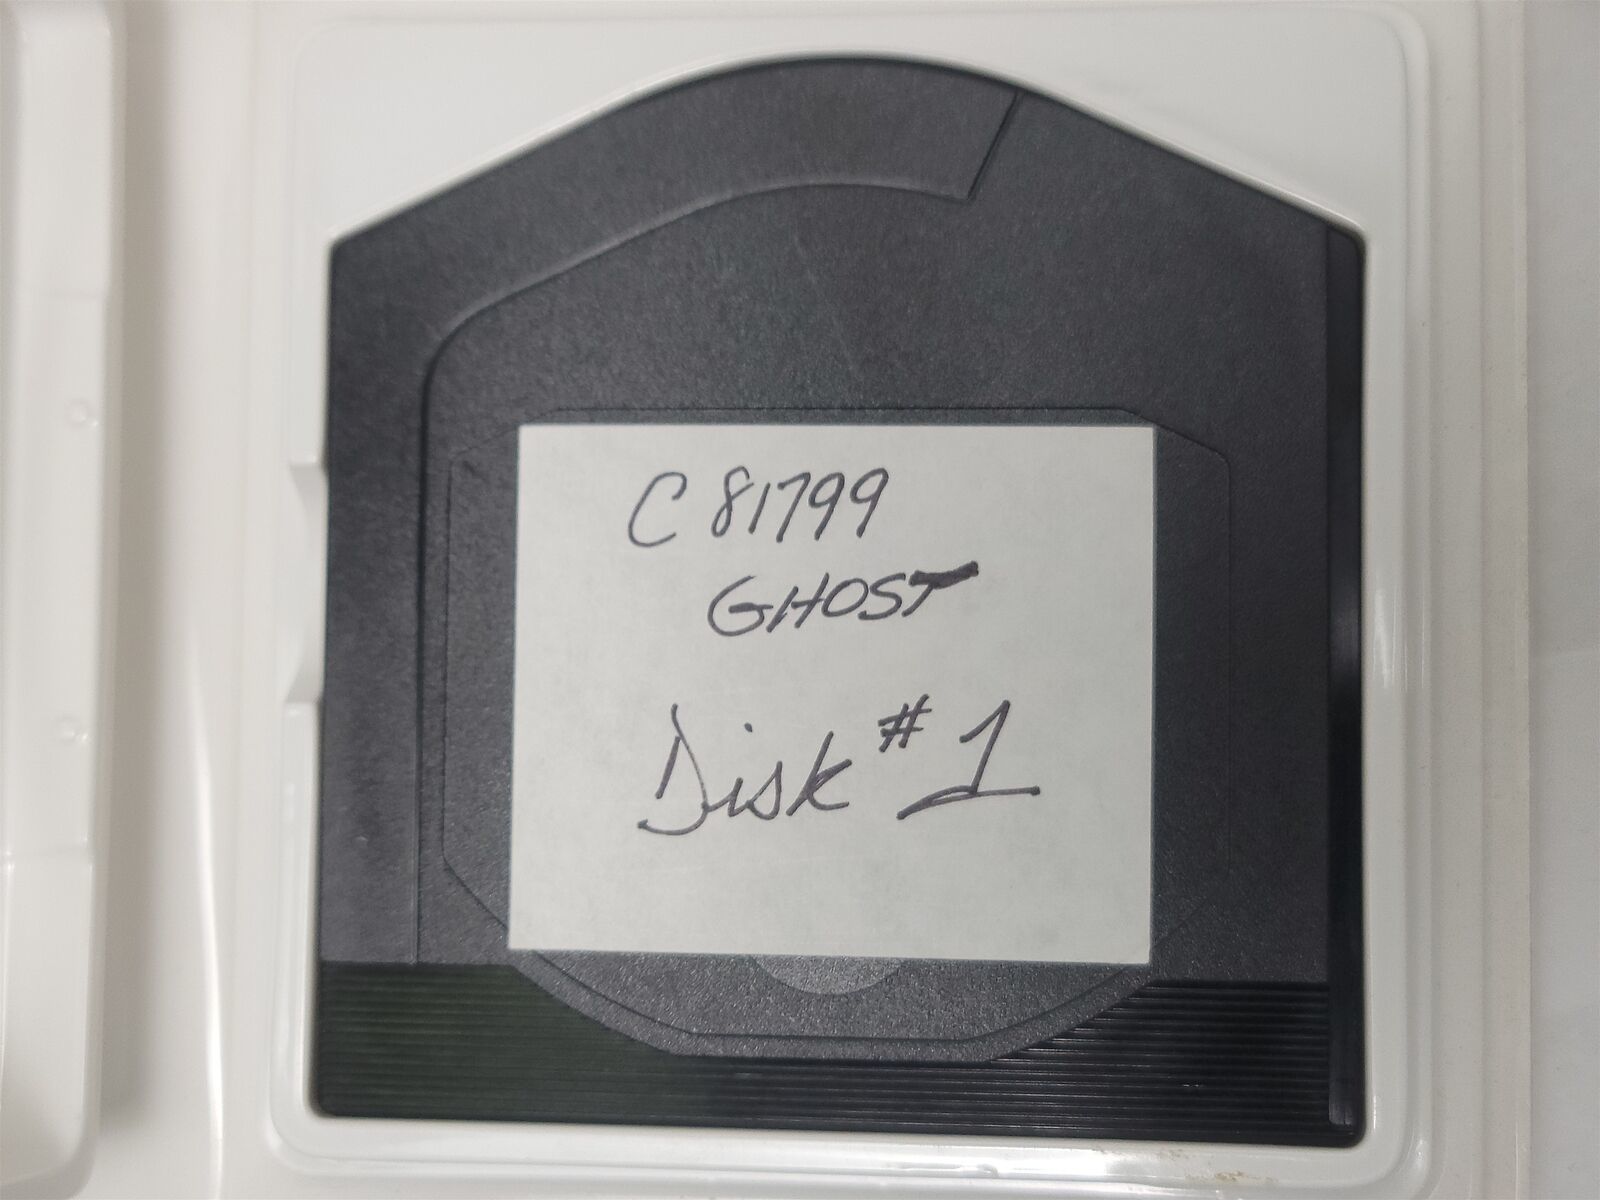 C 81799
GHOST
Disk # 1